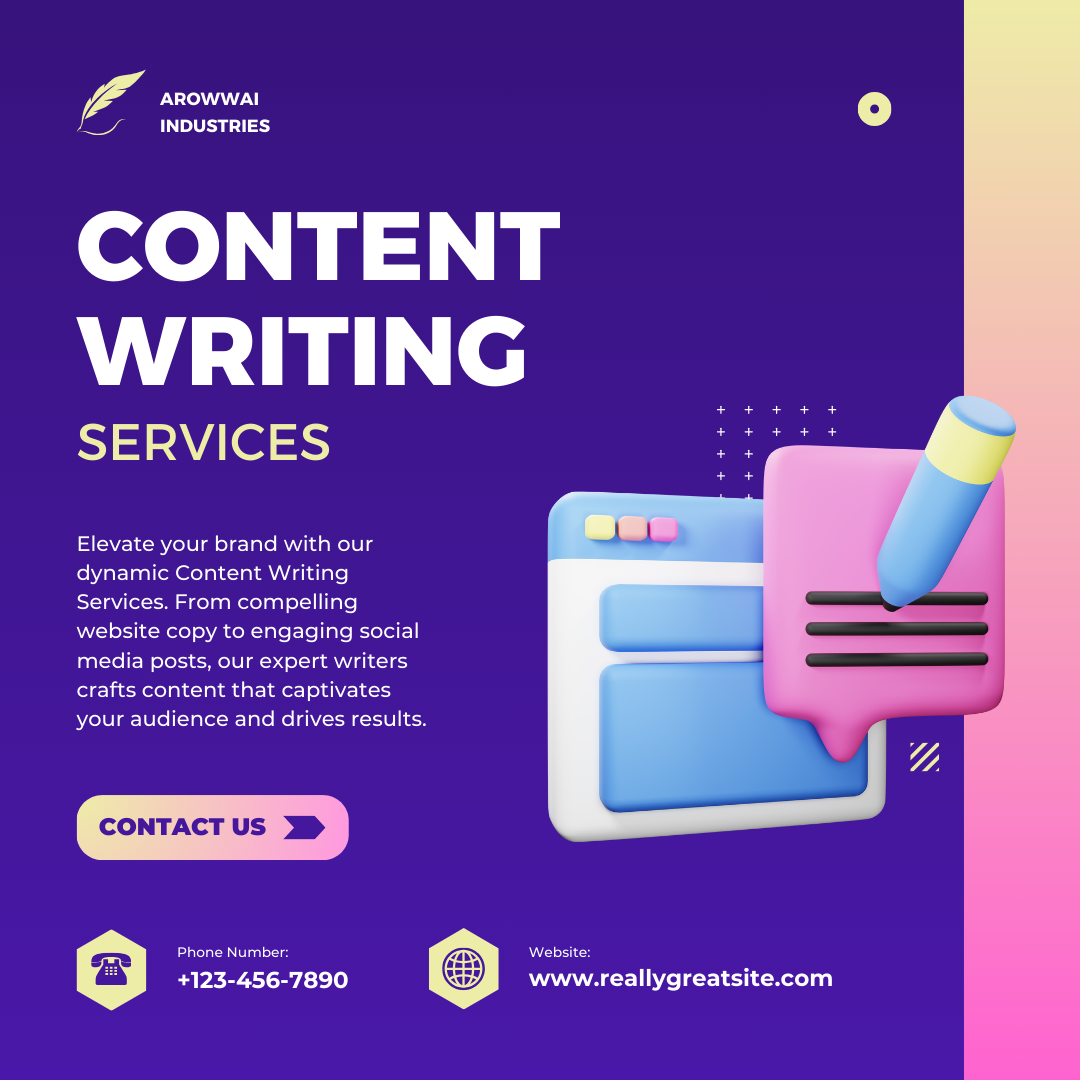 AROWWAI
INDUSTRIES
CONTENT
WRITING
SERVICES
Elevate your brand with our
dynamic Content Writing
Services. From compelling
website copy to engaging social
media posts, our expert writers
crafts content that captivates
your audience and drives results.
CONTACT US
Phone Number:
+123-456-7890
Website:
www.reallygreatsite.com